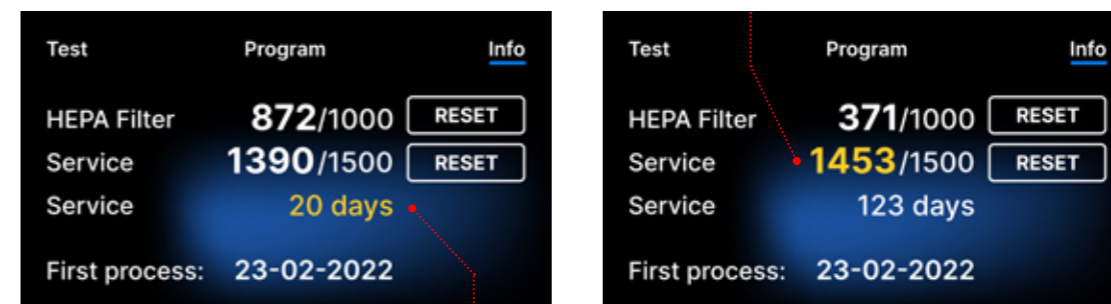 Test Program Info
HEPA Filter 872/1000 RESET
Service 1390/1500 RESET
Service 20 days
First process: 23-02-2022
Test Program Info
HEPA Filter 371/1000 RESET
Service 1453/1500 RESET
Service 123 days
First process: 23-02-2022